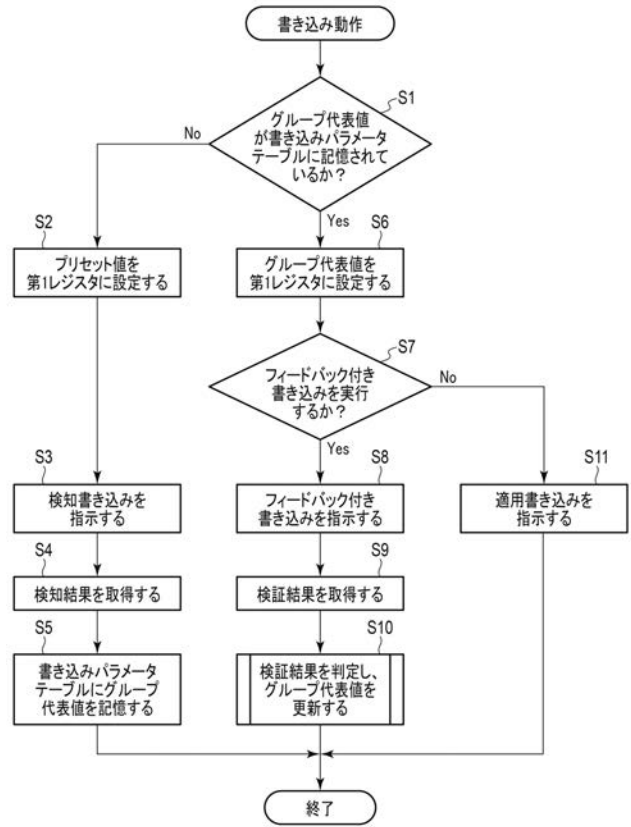 書き込み動作
S1
グループ代表値
が書き込みパラメータ
テーブルに記憶されて
いるか?
No
Yes
S2
プリセット値を
第1レジスタに設定する
S6
グループ代表値を
第1レジスタに設定する
S7
フィードバック付き
書き込みを実行
するか?
No
Yes
S3
検知書き込みを
指示する
S8
フィードバック付き
書き込みを指示する
S11
適用書き込みを
指示する
S4
検知結果を取得する
S9
検証結果を取得する
S5
書き込みパラメータ
テーブルにグループ
代表値を記憶する
S10
検証結果を判定し、
グループ代表値を
更新する
終了